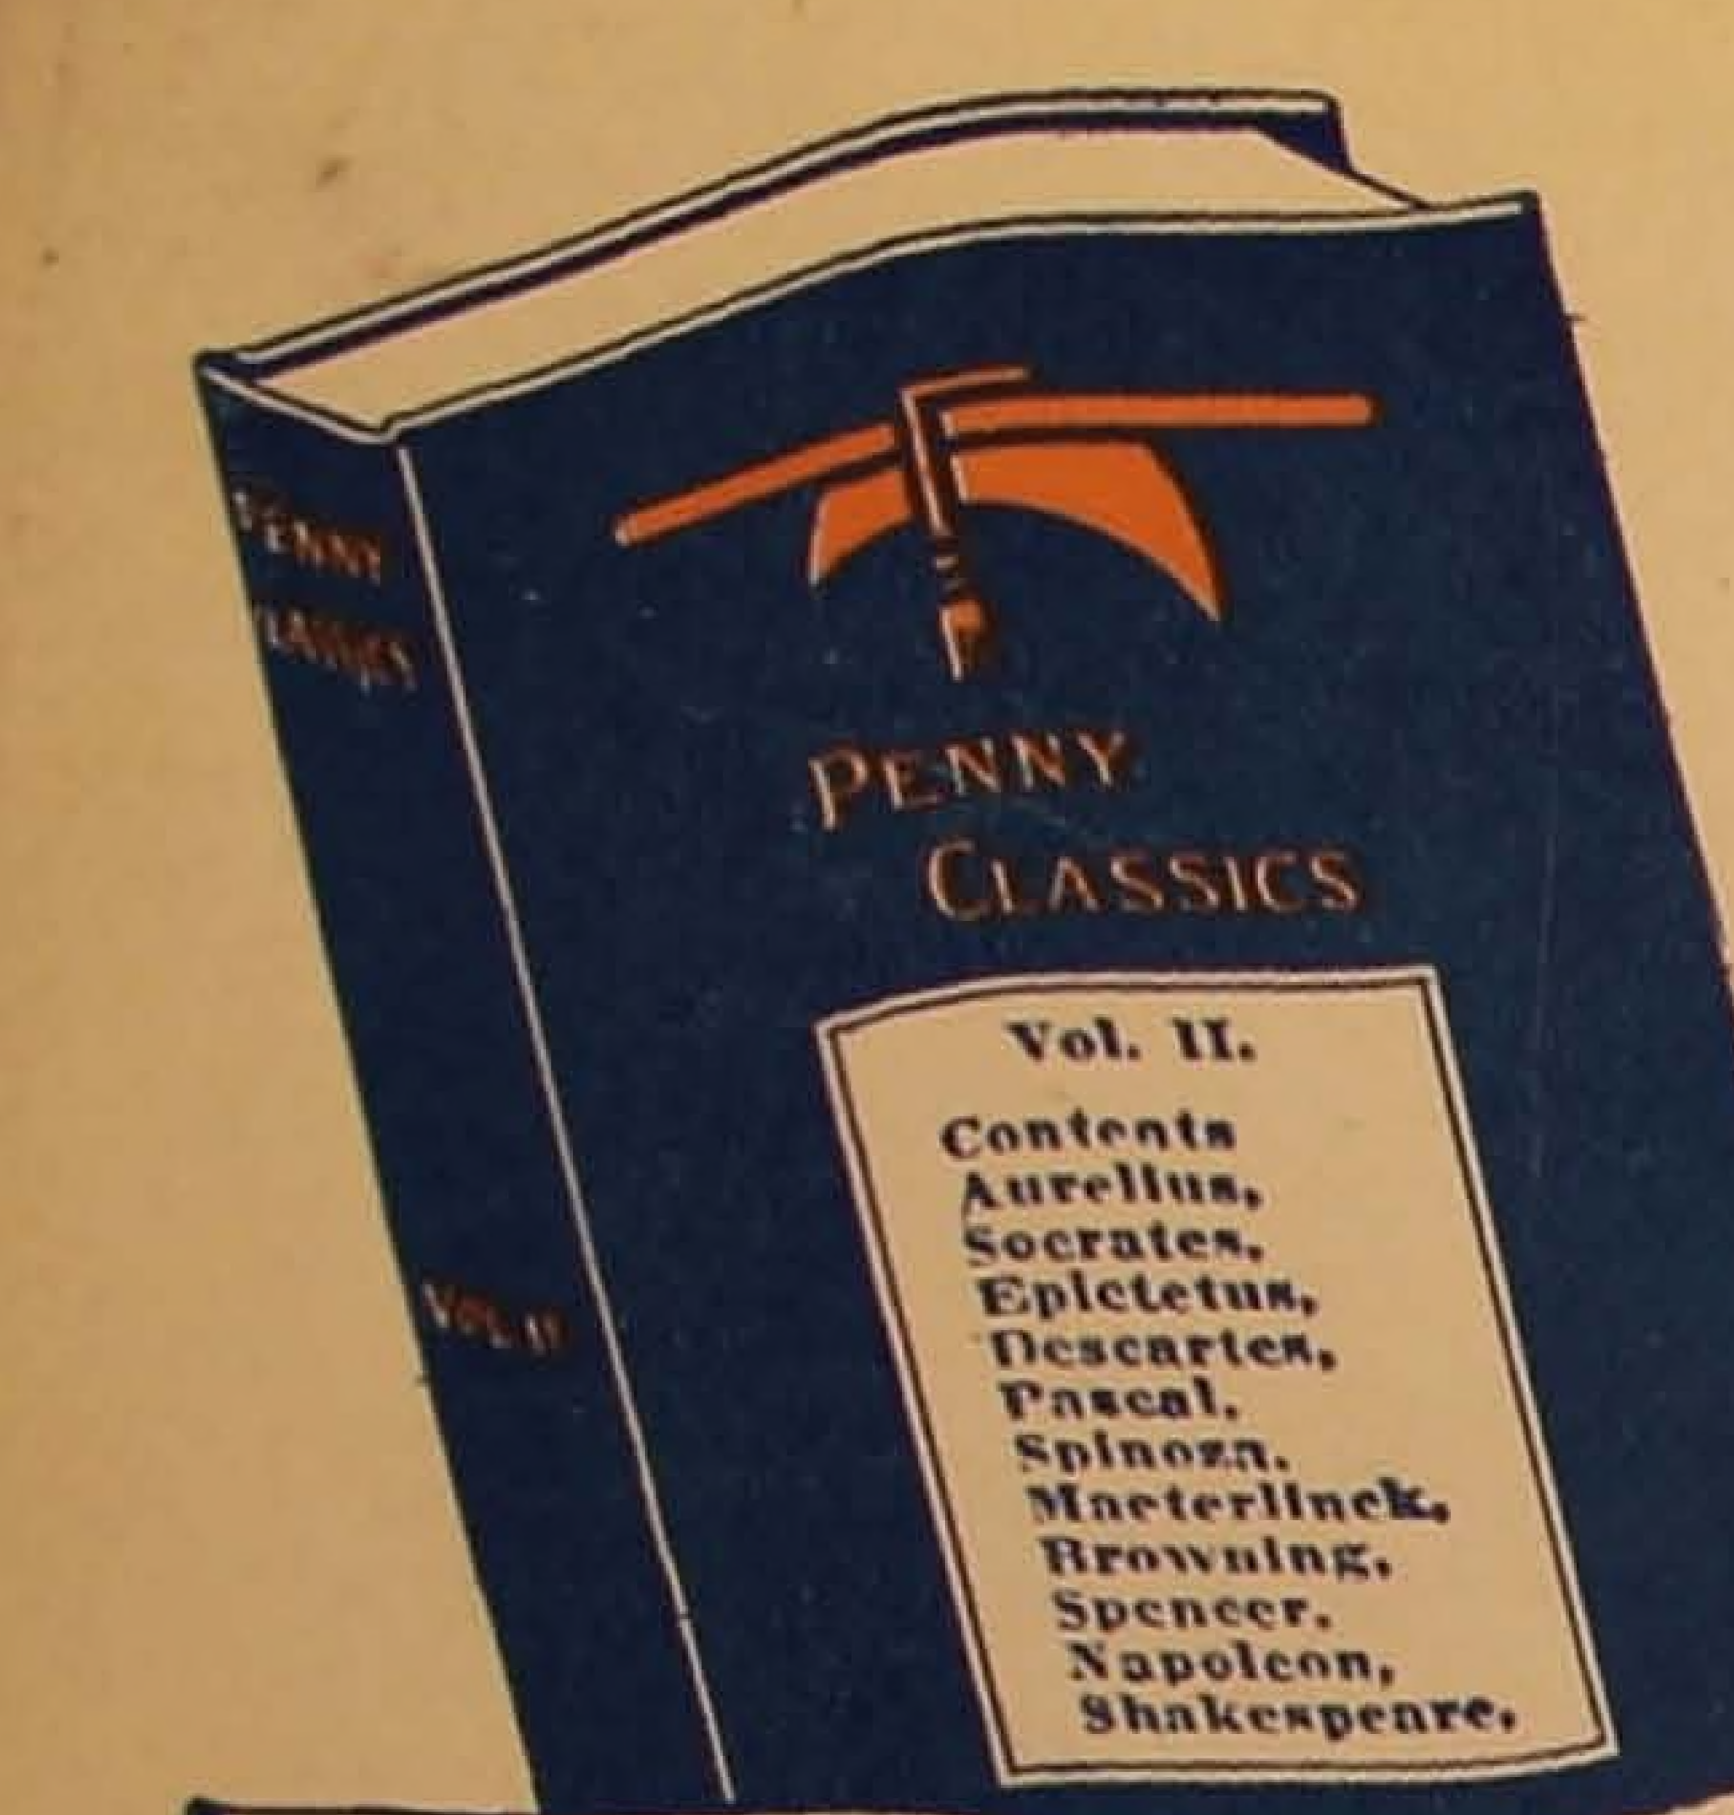 PENNY
CLASSICS
VOL. II
PENNY
CLASSICS
Vol. II.
Contents
Aurelius,
Socrates,
Epictetus,
Descartes,
Pascal,
Spinoza,
Maeterlinck,
Browning,
Spencer,
Napoleon,
Shakespeare,